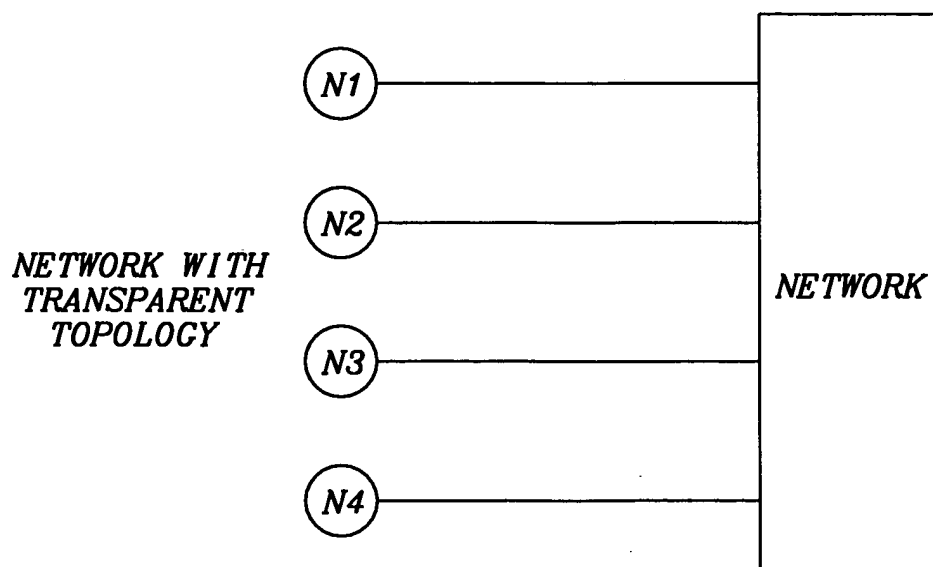 N1
N2
NETWORK WITH
TRANSPARENT
TOPOLOGY
NETWORK
N3
N4